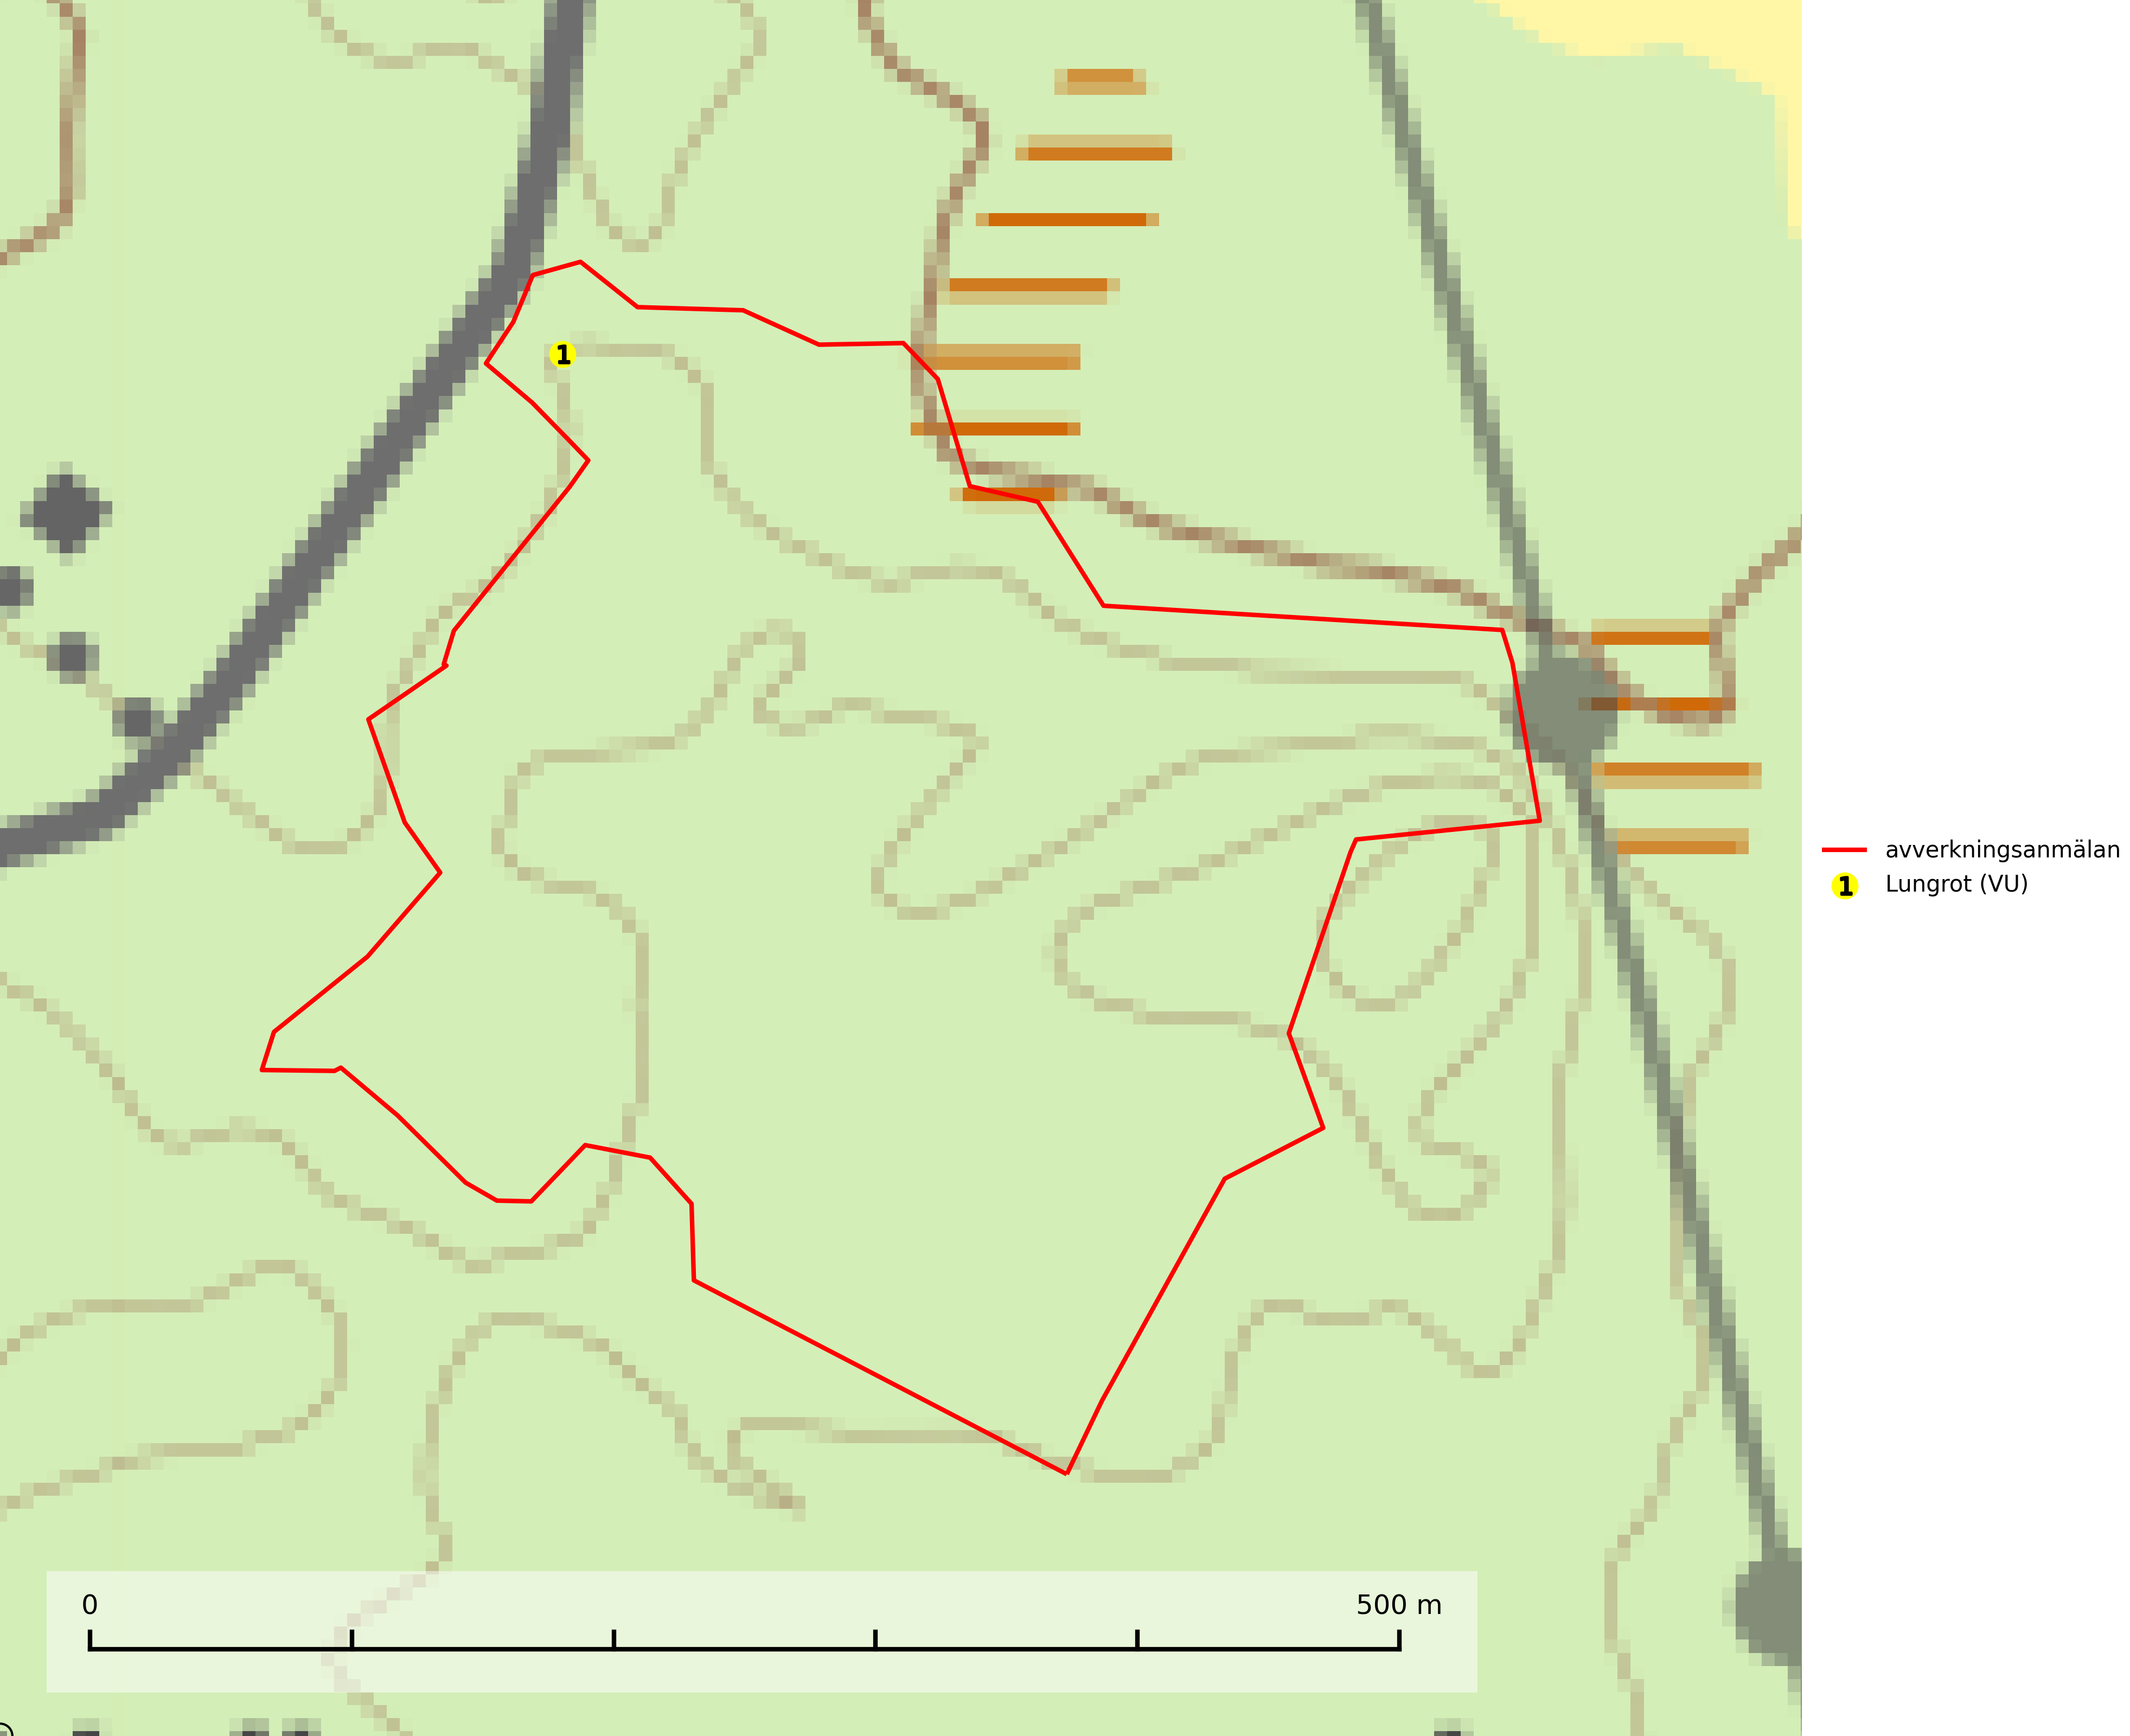 1
avverkningsanmälan
1 Lungrot (VU)
0 500 m